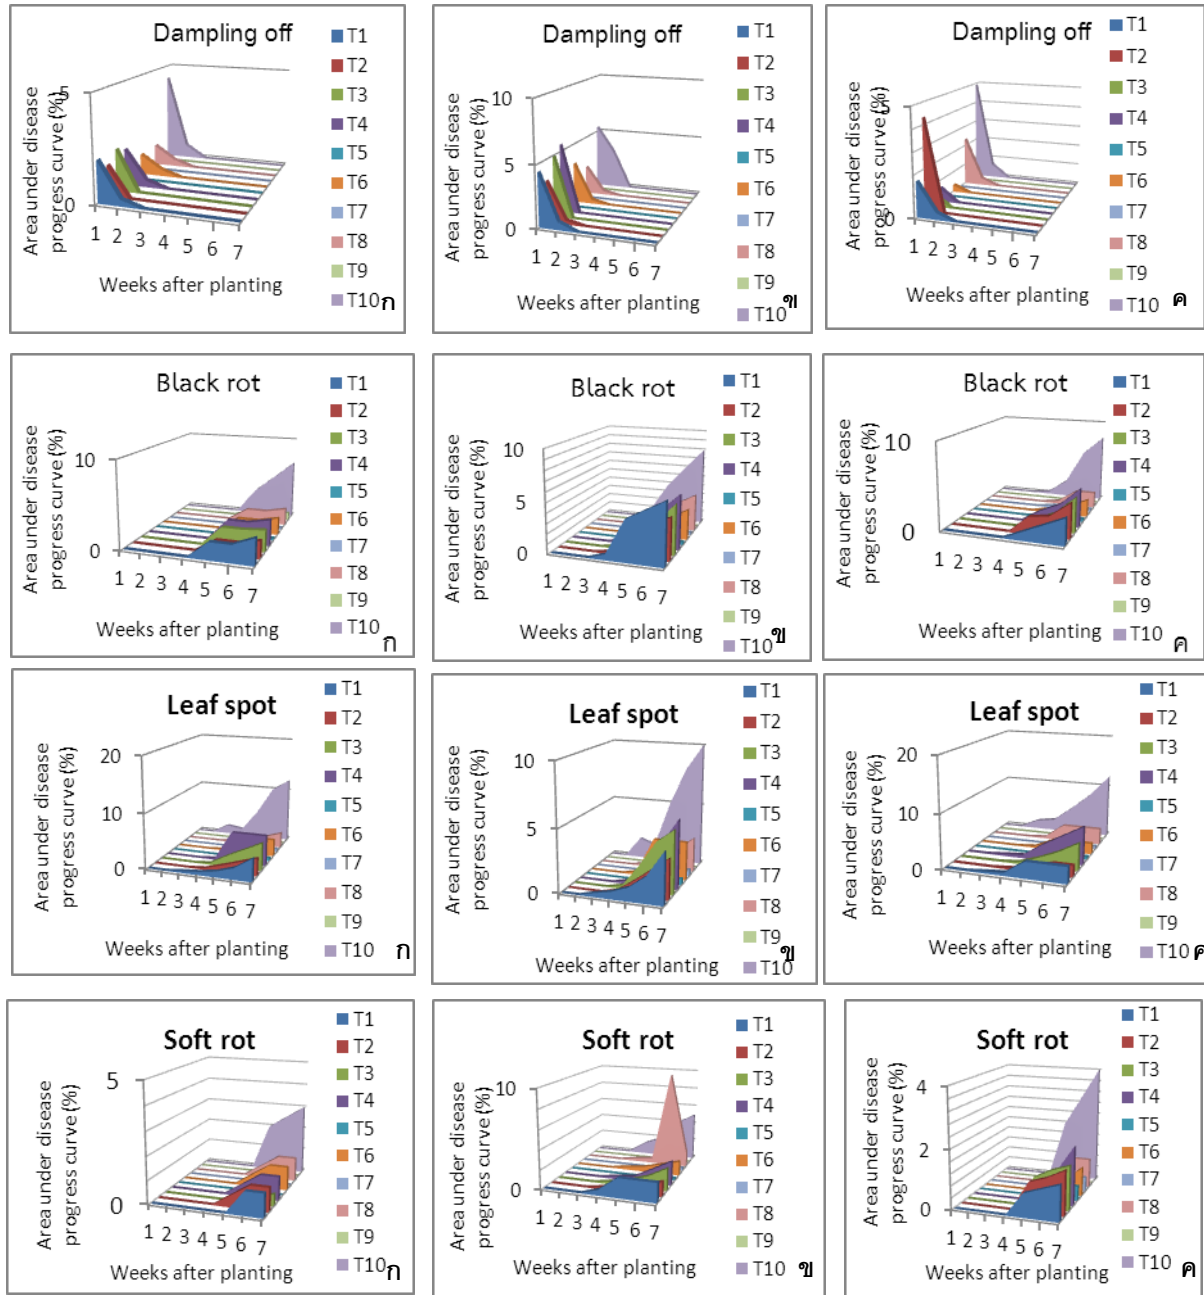 Dampling off
Area under disease
progress curve (%)
5
0
1 2 3 4 5 6 7
Weeks after planting
T1
T2
T3
T4
T5
T6
T7
T8
T9
T10
ก
Dampling off
Area under disease
progress curve (%)
10
5
0
1 2 3 4 5 6 7
Weeks after planting
T1
T2
T3
T4
T5
T6
T7
T8
T9
T10
ข
Dampling off
Area under disease
progress curve (%)
5
0
1 2 3 4 5 6 7
Weeks after planting
T1
T2
T3
T4
T5
T6
T7
T8
T9
T10
ค
Black rot
Area under disease
progress curve (%)
10
0
1 2 3 4 5 6 7
Weeks after planting
T1
T2
T3
T4
T5
T6
T7
T8
T9
T10
ก
Black rot
Area under disease
progress curve (%)
10
5
0
1 2 3 4 5 6 7
Weeks after planting
T1
T2
T3
T4
T5
T6
T7
T8
T9
T10
ข
Black rot
Area under disease
progress curve (%)
10
0
1 2 3 4 5 6 7
Weeks after planting
T1
T2
T3
T4
T5
T6
T7
T8
T9
T10
ค
Leaf spot
Area under disease
progress curve (%)
20
10
0
1 2 3 4 5 6 7
Weeks after planting
T1
T2
T3
T4
T5
T6
T7
T8
T9
T10
ก
Leaf spot
Area under disease
progress curve (%)
10
5
0
1 2 3 4 5 6 7
Weeks after planting
T1
T2
T3
T4
T5
T6
T7
T8
T9
T10
ข
Leaf spot
Area under disease
progress curve (%)
20
10
0
1 2 3 4 5 6 7
Weeks after planting
T1
T2
T3
T4
T5
T6
T7
T8
T9
T10
ค
Soft rot
Area under disease
progress curve (%)
5
0
1 2 3 4 5 6 7
Weeks after planting
T1
T2
T3
T4
T5
T6
T7
T8
T9
T10
ก
Soft rot
Area under disease
progress curve (%)
10
0
1 2 3 4 5 6 7
Weeks after planting
T1
T2
T3
T4
T5
T6
T7
T8
T9
T10
ข
Soft rot
Area under disease
progress curve (%)
4
2
0
1 2 3 4 5 6 7
Weeks after planting
T1
T2
T3
T4
T5
T6
T7
T8
T9
T10
ค